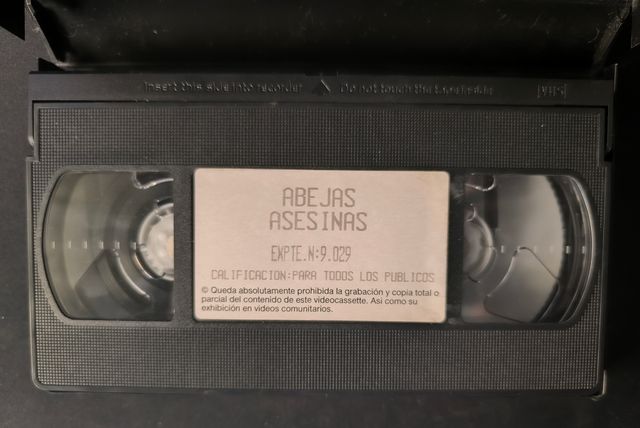 Insert this side into recorder Do not touch the tape inside VHS
ABEJAS
ASESINAS
EXPTE.N:9.029
CALIFICACION:PARA TODOS LOS PUBLICOS
© Queda absolutamente prohibida la grabación y copia total o
parcial del contenido de este videocassette. Asi como su
exhibición en videos comunitarios.